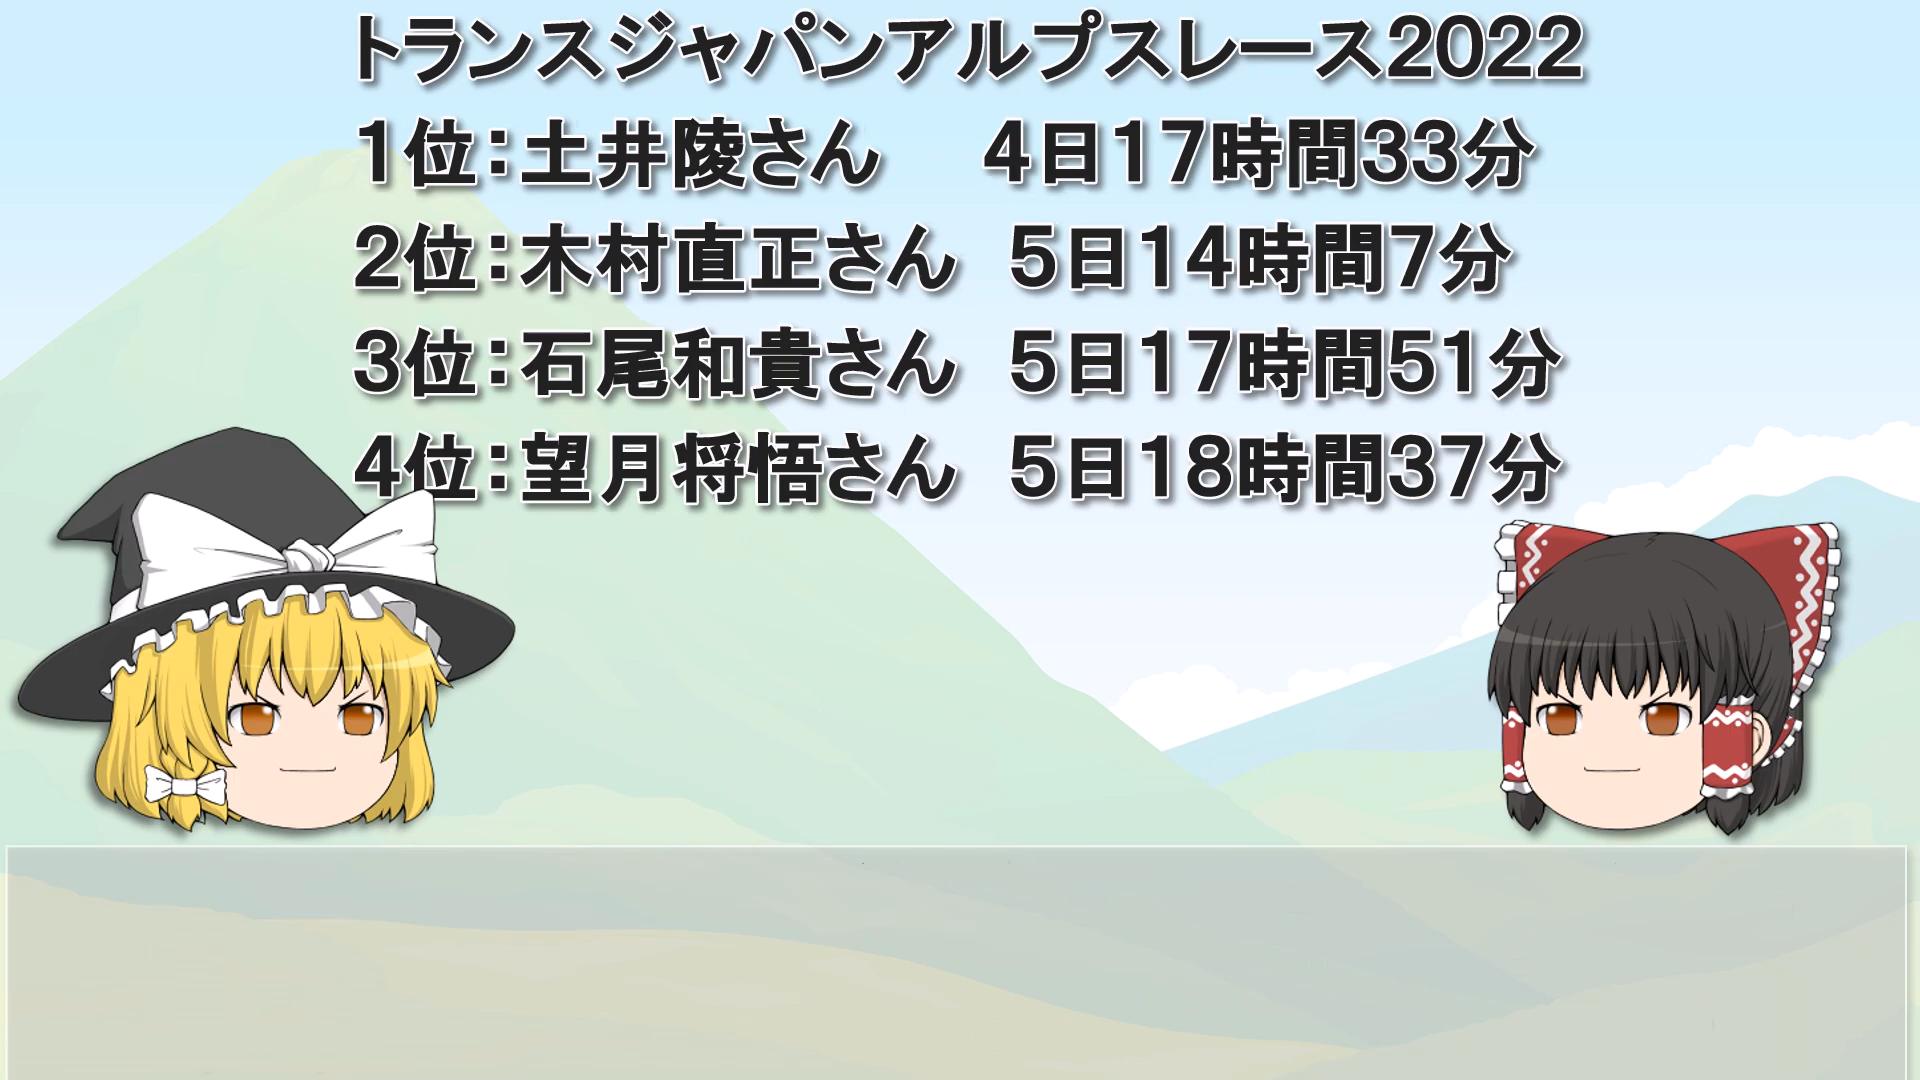 トランスジャパンアルプスレース2022
1位：土井陵さん　4日17時間33分
2位：木村直正さん　5日14時間7分
3位：石尾和貴さん　5日17時間51分
4位：望月将悟さん　5日18時間37分